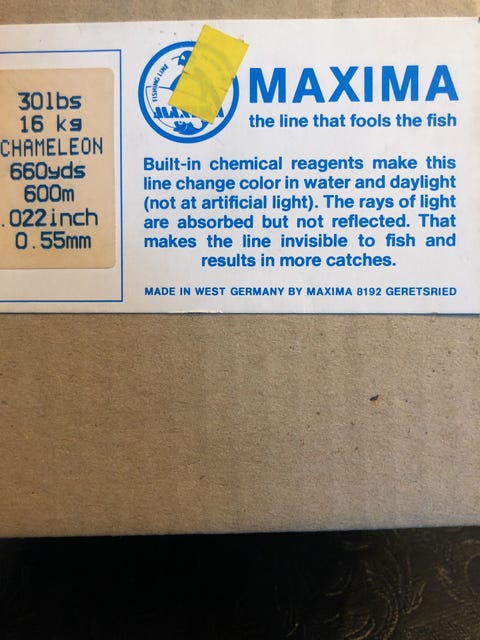 30lbs
16 kg
CHAMELEON
660yds
600m
.022inch
0.55mm
FISHING LINE
MAXIMA
the line that fools the fish
Built-in chemical reagents make this
line change color in water and daylight
(not at artificial light). The rays of light
are absorbed but not reflected. That
makes the line invisible to fish and
results in more catches.
MADE IN WEST GERMANY BY MAXIMA 8192 GERETSRIED